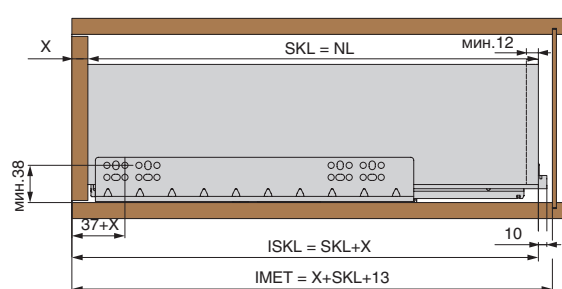 X
SKL = NL
мин.12
мин.38
37+X
10
ISKL = SKL+X
IMET = X+SKL+13